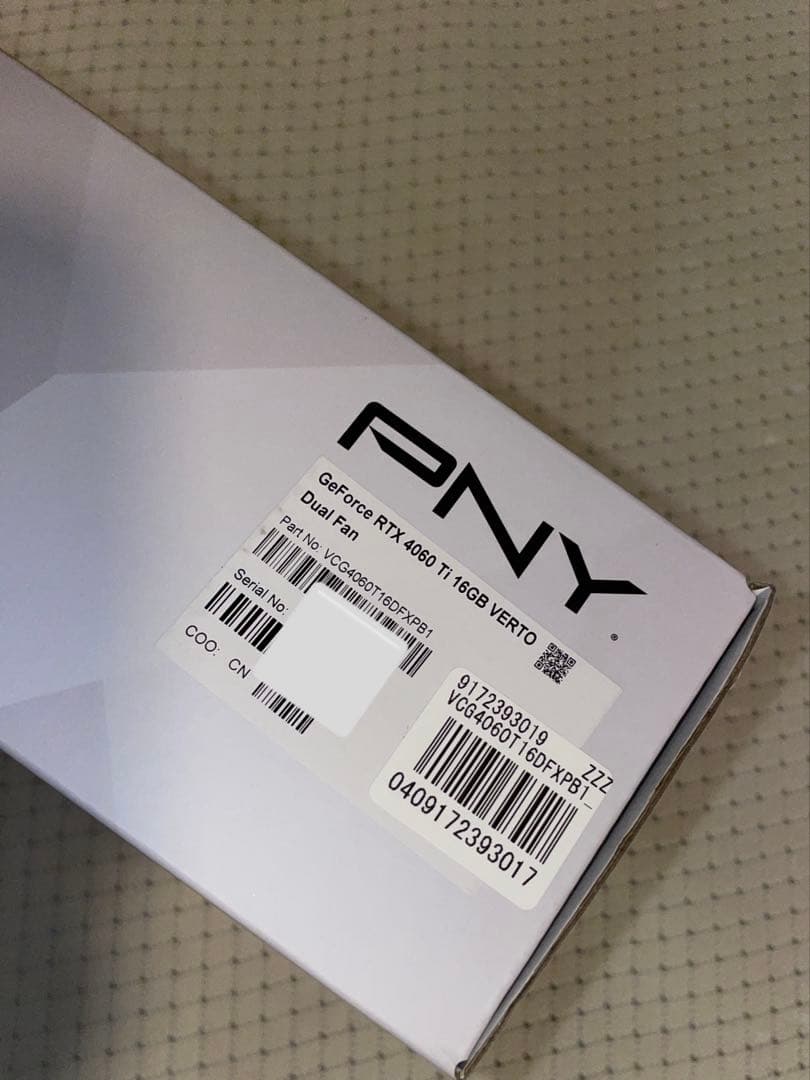 PNY
GeForce RTX 4060 Ti 16GB VERTO
Dual Fan
Part No: VCG4060T16DFXPB1
Serial No:
COO: CN
9172393019 ZZZ
VCG4060T16DFXPB1_
0409172393017